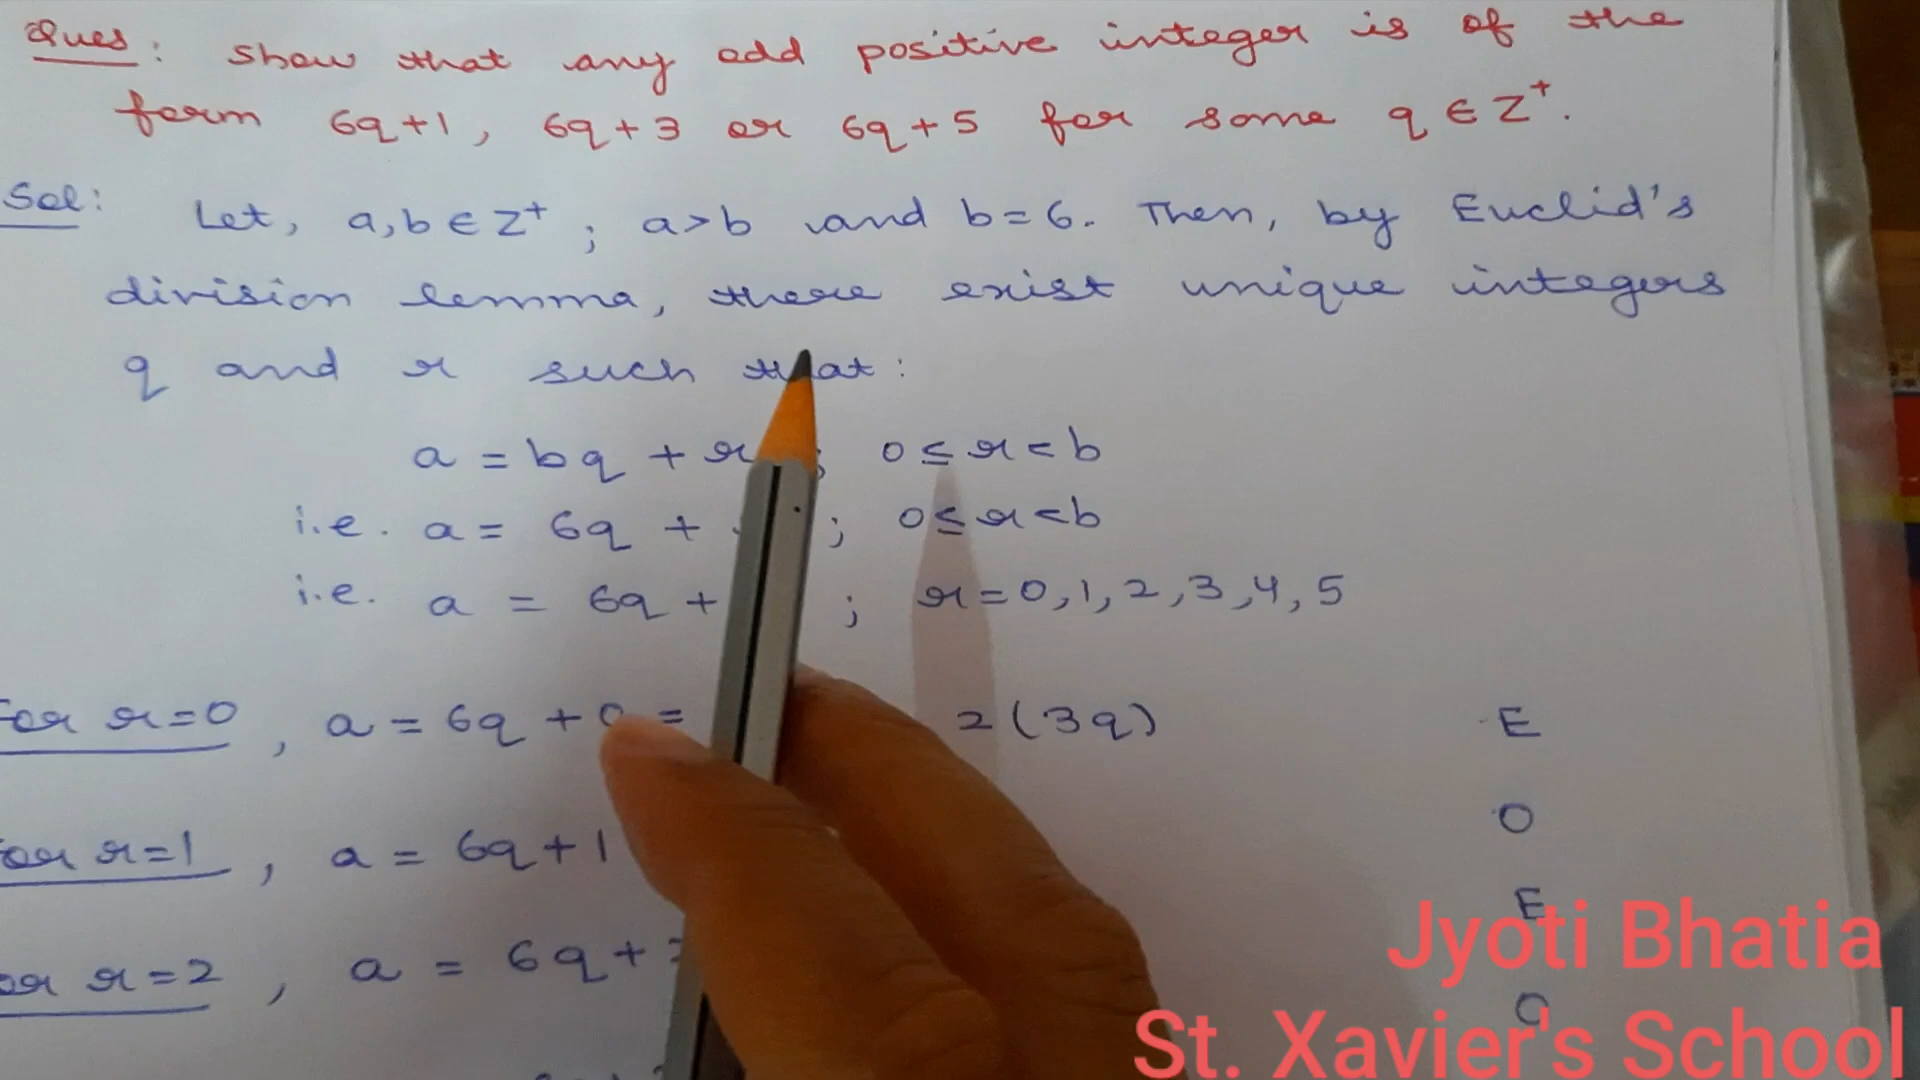 Ques: Show that any odd positive integer is of the
form 6q+1, 6q+3 or 6q+5 for some q ∈ Z⁺.
Sol: Let, a,b ∈ Z⁺ ; a>b and b=6. Then, by Euclid's
division lemma, there exist unique integers
q and r such that:
a = bq + r ; 0≤r<b
i.e. a = 6q + ; 0≤r<b
i.e. a = 6q + ; r=0,1,2,3,4,5
For r=0, a = 6q+0 = 2(3q) E
For r=1, a = 6q+1 O
For r=2, a = 6q+ E
O
Jyoti Bhatia
St. Xavier's School